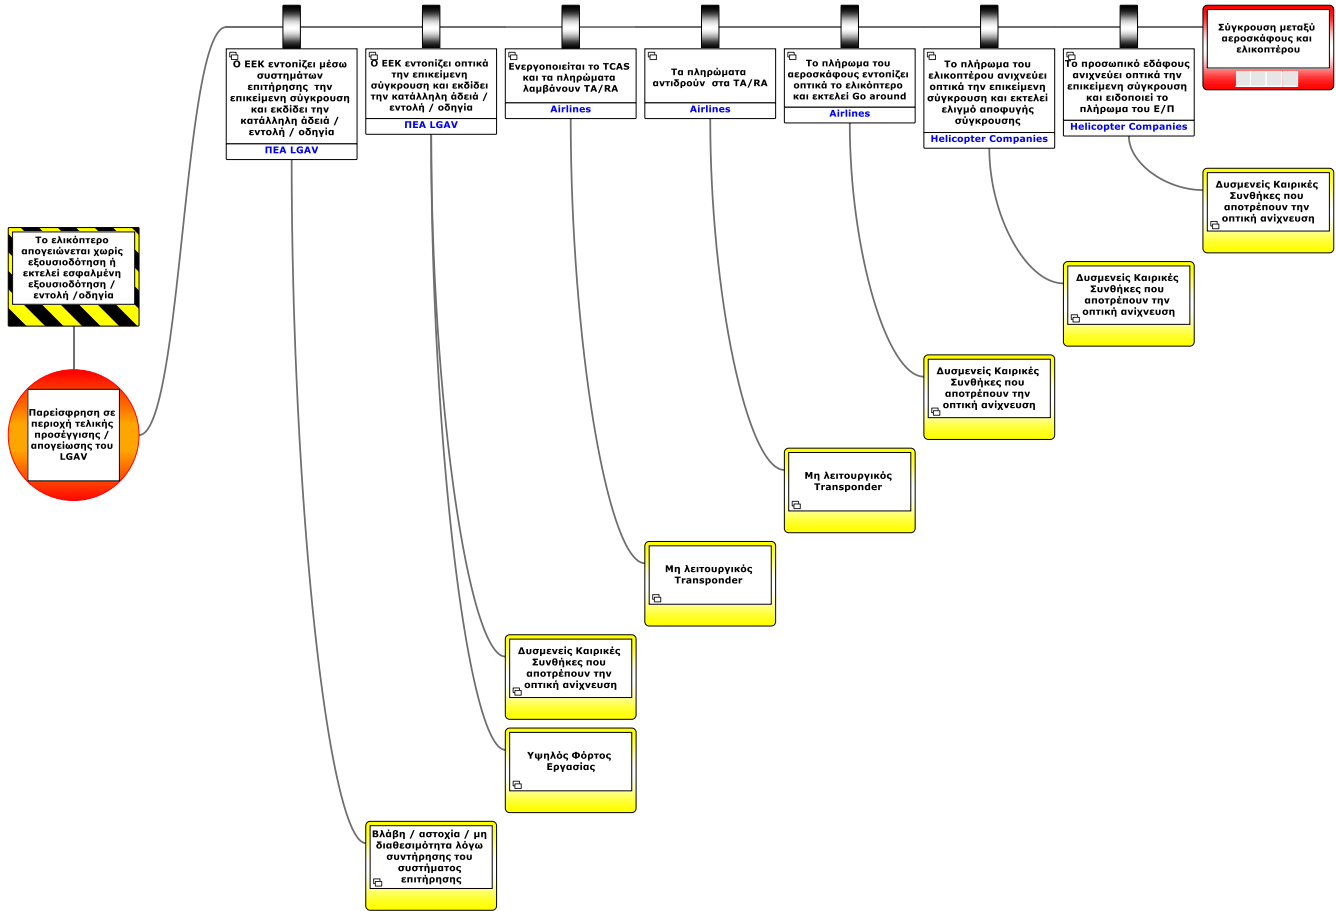 Ο ΕΕΚ εντοπίζει μέσω
συστημάτων
επιτήρησης  την
επικείμενη σύγκρουση
και εκδίδει την
κατάλληλη άδειά /
εντολή / οδηγία
ΠΕΑ LGAV
Ο ΕΕΚ εντοπίζει οπτικά
την επικείμενη
σύγκρουση και εκδίδει
την κατάλληλη άδειά /
εντολή / οδηγία
ΠΕΑ LGAV
Ενεργοποιείται το TCAS
και τα πληρώματα
λαμβάνουν TA/RA
Airlines
Τα πληρώματα
αντιδρούν  στα TA/RA
Airlines
Το πλήρωμα του
αεροσκάφους εντοπίζει
οπτικά το ελικόπτερο
και εκτελεί Go around
Airlines
Το πλήρωμα του
ελικοπτέρου ανιχνεύει
οπτικά την επικείμενη
σύγκρουση και εκτελεί
ελιγμό αποφυγής
σύγκρουσης
Helicopter Companies
Το προσωπικό εδάφους
ανιχνεύει οπτικά την
επικείμενη σύγκρουση
και ειδοποιεί το
πλήρωμα του Ε/Π
Helicopter Companies
Σύγκρουση μεταξύ
αεροσκάφους και
ελικοπτέρου
Δυσμενείς Καιρικές
Συνθήκες που
αποτρέπουν την
οπτική ανίχνευση
Το ελικόπτερο
απογειώνεται χωρίς
εξουσιοδότηση ή
εκτελεί εσφαλμένη
εξουσιοδότηση /
εντολή /οδηγία
Δυσμενείς Καιρικές
Συνθήκες που
αποτρέπουν την
οπτική ανίχνευση
Παρείσφρηση σε
περιοχή τελικής
προσέγγισης /
απογείωσης του
LGAV
Δυσμενείς Καιρικές
Συνθήκες που
αποτρέπουν την
οπτική ανίχνευση
Μη λειτουργικός
Transponder
Μη λειτουργικός
Transponder
Δυσμενείς Καιρικές
Συνθήκες που
αποτρέπουν την
οπτική ανίχνευση
Υψηλός Φόρτος
Εργασίας
Βλάβη / αστοχία / μη
διαθεσιμότητα λόγω
συντήρησης του
συστήματος
επιτήρησης